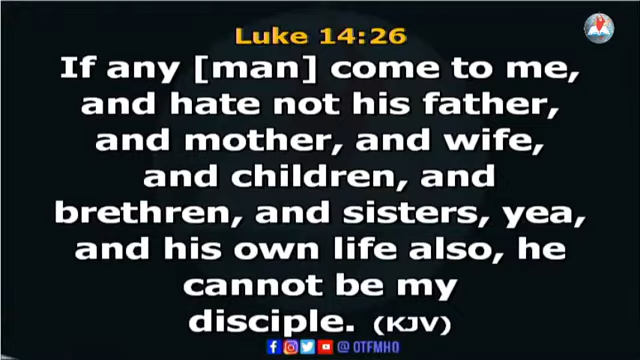 Luke 14:26
If any [man] come to me,
and hate not his father,
and mother, and wife,
and children, and
brethren, and sisters, yea,
and his own life also, he
cannot be my
disciple. (KJV)
@ OTFMHQ